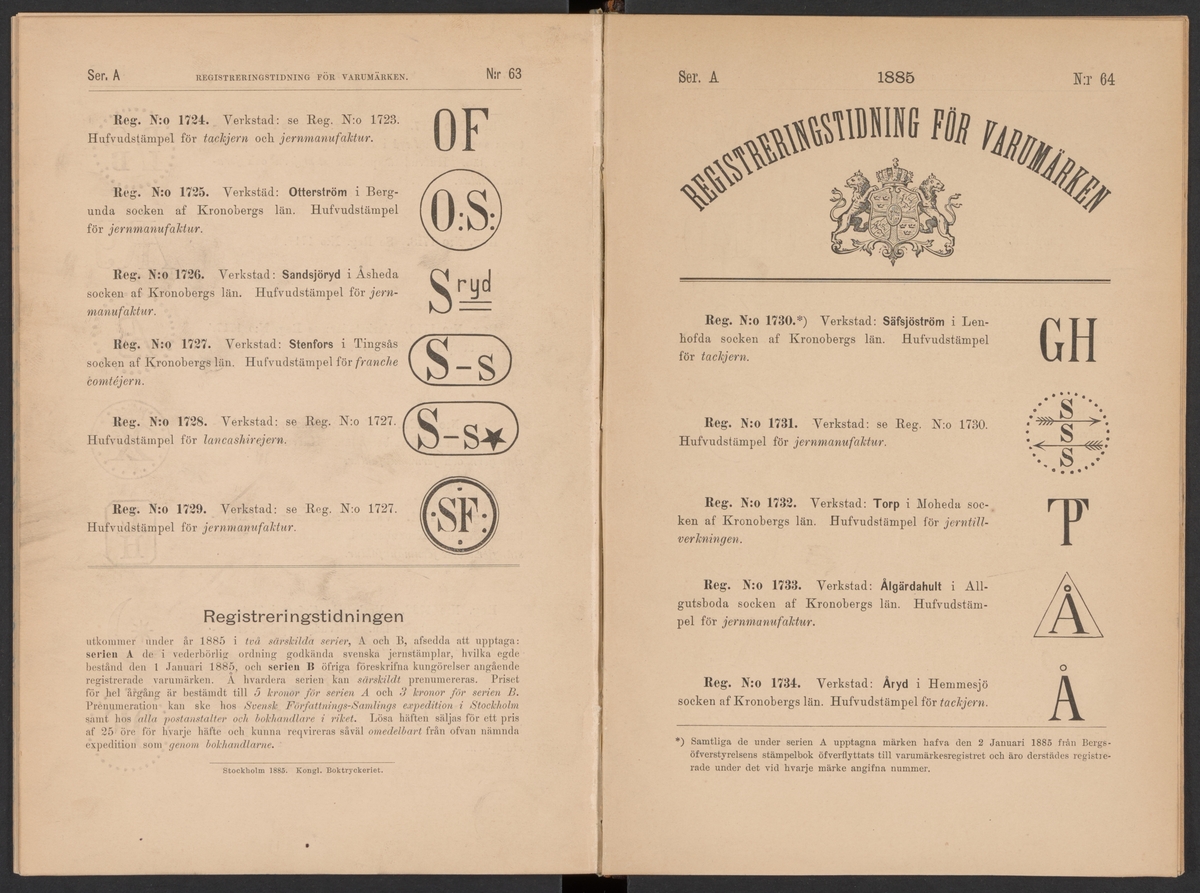 Ser. A REGISTRERINGSTIDNING FÖR VARUMÄRKEN. N:r 63
Reg. N:o 1724. Verkstad: se Reg. N:o 1723.
Hufvudstämpel för tackjern och jernmanufaktur.
OF
Reg. N:o 1725. Verkstäd: Otterström i Berg-
unda socken af Kronobergs län. Hufvudstämpel
för jernmanufaktur.
O:S:
Reg. N:o 1726. Verkstad: Sandsjöryd i Åsheda
socken af Kronobergs län. Hufvudstämpel för jern-
manufaktur.
Sryd
Reg. N:o 1727. Verkstad: Stenfors i Tingsås
socken af Kronobergs län. Hufvudstämpel för franche
comtéjern.
S–s
Reg. N:o 1728. Verkstad: se Reg. N:o 1727.
Hufvudstämpel för lancashirejern.
S–s★
Reg. N:o 1729. Verkstad: se Reg. N:o 1727.
Hufvudstämpel för jernmanufaktur.
SF
Registreringstidningen
utkommer under år 1885 i två särskilda serier, A och B, afsedda att upptaga:
serien A de i vederbörlig ordning godkända svenska jernstämplar, hvilka egde
bestånd den 1 Januari 1885, och serien B öfriga föreskrifna kungörelser angående
registrerade varumärken. Å hvardera serien kan särskildt prenumereras. Priset
för hel årgång är bestämdt till 5 kronor för serien A och 3 kronor för serien B.
Prenumeration kan ske hos Svensk Författnings-Samlings expedition i Stockholm
samt hos alla postanstalter och bokhandlare i riket. Lösa häften säljas för ett pris
af 25 öre för hvarje häfte och kunna reqvireras såväl omedelbart från ofvan nämnda
expedition som genom bokhandlarne.
Stockholm 1885. Kongl. Boktryckeriet.
Ser. A 1885 N:r 64
REGISTRERINGSTIDNING FÖR VARUMÄRKEN
Reg. N:o 1730.*) Verkstad: Säfsjöström i Len-
hofda socken af Kronobergs län. Hufvudstämpel
för tackjern.
GH
Reg. N:o 1731. Verkstad: se Reg. N:o 1730.
Hufvudstämpel för jernmanufaktur.
S
S
S
Reg. N:o 1732. Verkstad: Torp i Moheda soc-
ken af Kronobergs län. Hufvudstämpel för jerntill-
verkningen.
TP
Reg. N:o 1733. Verkstad: Ålgärdahult i All-
gutsboda socken af Kronobergs län. Hufvudstäm-
pel för jernmanufaktur.
Å
Reg. N:o 1734. Verkstad: Åryd i Hemmesjö
socken af Kronobergs län. Hufvudstämpel för tackjern.
Å
*) Samtliga de under serien A upptagna märken hafva den 2 Januari 1885 från Bergs-
öfverstyrelsens stämpelbok öfverflyttats till varumärkesregistret och äro derstädes registre-
rade under det vid hvarje märke angifna nummer.